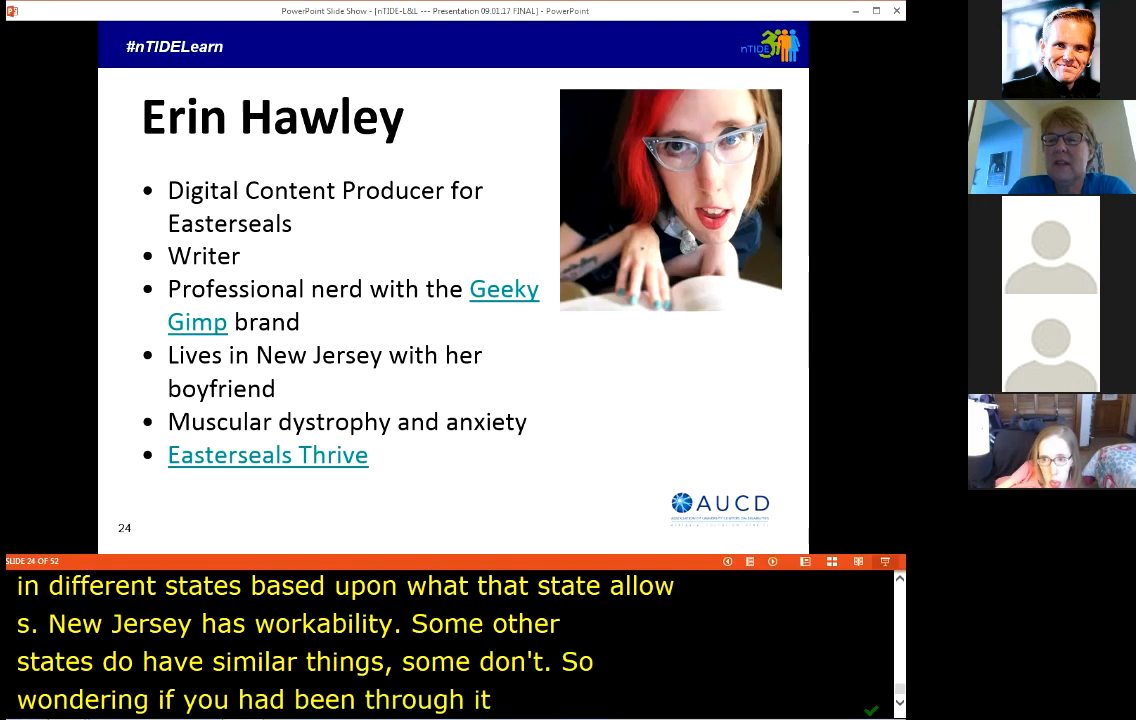 PowerPoint Slide Show - [nTIDE-L&L --- Presentation 09.01.17 FINAL] - PowerPoint
#nTIDELearn
nTIDE
Erin Hawley
• Digital Content Producer for
Easterseals
• Writer
• Professional nerd with the Geeky
Gimp brand
• Lives in New Jersey with her
boyfriend
• Muscular dystrophy and anxiety
• Easterseals Thrive
AUCD
24
SLIDE 24 OF 52
in different states based upon what that state allow
s. New Jersey has workability. Some other
states do have similar things, some don't. So
wondering if you had been through it